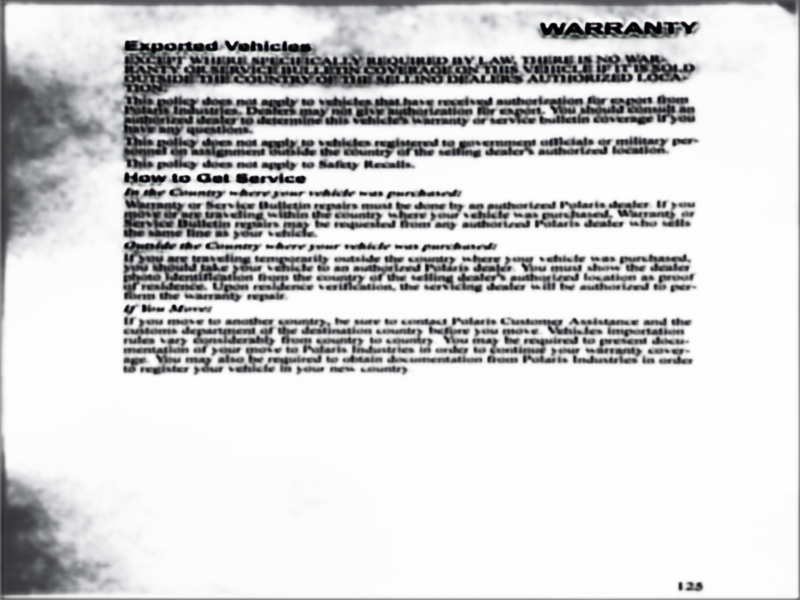 WARRANTY
Exported Vehicles
EXCEPT WHERE SPECIFICALLY REQUIRED BY LAW, THERE IS NO WAR-
RANTY OR SERVICE BULLETIN COVERAGE ON THIS VEHICLE IF IT IS SOLD
OUTSIDE THE COUNTRY OF THE SELLING DEALER'S AUTHORIZED LOCA-
TION.
This policy does not apply to vehicles that have received authorization for export from
Polaris Industries. Dealers may not give authorization for export. You should consult an
authorized dealer to determine this vehicle's warranty or service bulletin coverage if you
have any questions.
This policy does not apply to vehicles registered to government officials or military per-
sonnel on assignment outside the country of the selling dealer's authorized location.
This policy does not apply to Safety Recalls.
How to Get Service
In the Country where your vehicle was purchased:
Warranty or Service Bulletin repairs must be done by an authorized Polaris dealer. If you
move or are traveling within the country where your vehicle was purchased, Warranty or
Service Bulletin repairs may be requested from any authorized Polaris dealer who sells
the same line as your vehicle.
Outside the Country where your vehicle was purchased:
If you are traveling temporarily outside the country where your vehicle was purchased,
you should take your vehicle to an authorized Polaris dealer. You must show the dealer
photo identification from the country of the selling dealer's authorized location as proof
of residence. Upon residence verification, the servicing dealer will be authorized to per-
form the warranty repair.
If You Move:
If you move to another country, be sure to contact Polaris Customer Assistance and the
customs department of the destination country before you move. Vehicles importation
rules vary considerably from country to country. You may be required to present docu-
mentation of your move to Polaris Industries in order to continue your warranty cover-
age. You may also be required to obtain documentation from Polaris Industries in order
to register your vehicle in your new country.
125